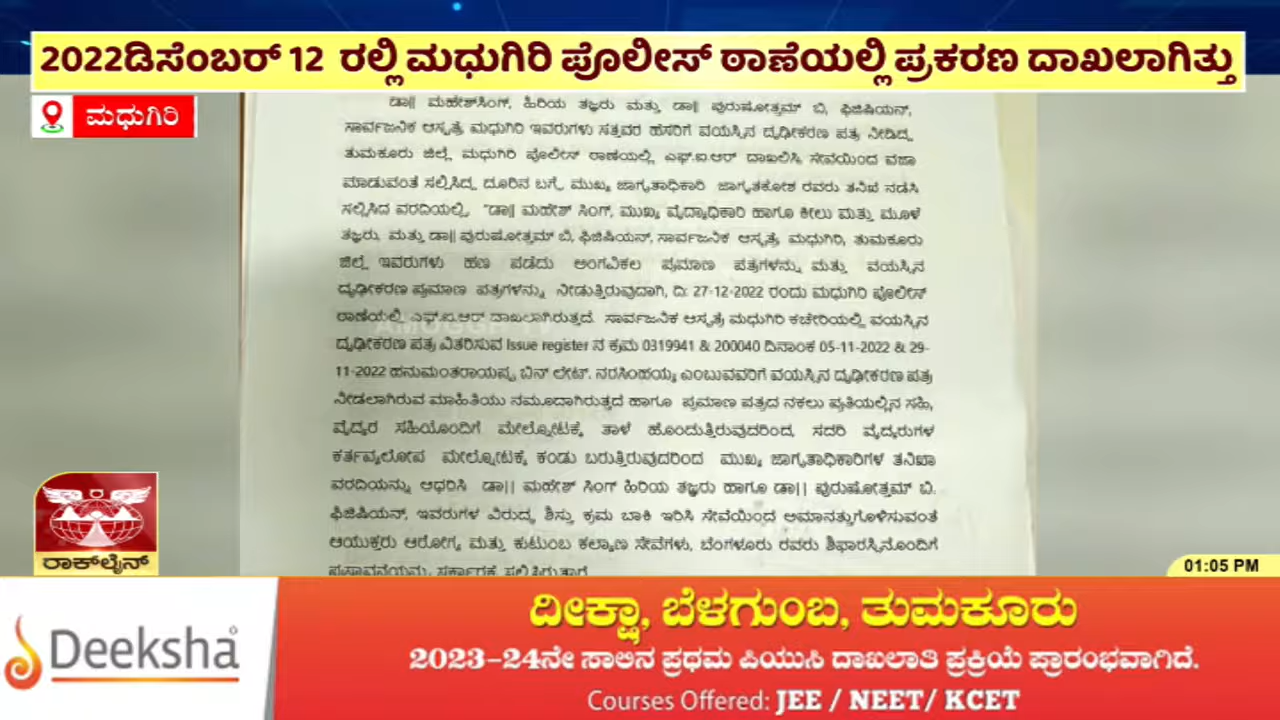 2022ಡಿಸೆಂಬರ್ 12 ರಲ್ಲಿ ಮಧುಗಿರಿ ಪೊಲೀಸ್ ಠಾಣೆಯಲ್ಲಿ ಪ್ರಕರಣ ದಾಖಲಾಗಿತ್ತು
ಮಧುಗಿರಿ
ಡಾ|| ಮಹೇಶ್‌ಸಿಂಗ್, ಹಿರಿಯ ತಜ್ಞರು ಮತ್ತು ಡಾ|| ಪುರುಷೋತ್ತಮ್ ಬಿ, ಫಿಜಿಷಿಯನ್,
ಸಾರ್ವಜನಿಕ ಆಸ್ಪತ್ರೆ ಮಧುಗಿರಿ ಇವರುಗಳು ಸತ್ತವರ ಹೆಸರಿಗೆ ವಯಸ್ಸಿನ ದೃಢೀಕರಣ ಪತ್ರ ನೀಡಿದ್ದು
ತುಮಕೂರು ಜಿಲ್ಲೆ ಮಧುಗಿರಿ ಪೊಲೀಸ್ ಠಾಣೆಯಲ್ಲಿ ಎಫ್.ಐ.ಆರ್ ದಾಖಲಿಸಿ ಸೇವೆಯಿಂದ ವಜಾ
ಮಾಡುವಂತೆ ಸಲ್ಲಿಸಿದ್ದ ದೂರಿನ ಬಗ್ಗೆ, ಮುಖ್ಯ ಜಾಗೃತಾಧಿಕಾರಿ ಜಾಗೃತಕೋಶ ರವರು ತನಿಖೆ ನಡೆಸಿ
ಸಲ್ಲಿಸಿದ ವರದಿಯಲ್ಲಿ, "ಡಾ|| ಮಹೇಶ್ ಸಿಂಗ್, ಮುಖ್ಯ ವೈದ್ಯಾಧಿಕಾರಿ ಹಾಗೂ ಕೀಲು ಮತ್ತು ಮೂಳೆ
ತಜ್ಞರು, ಮತ್ತು ಡಾ|| ಪುರುಷೋತ್ತಮ್ ಬಿ, ಫಿಜಿಷಿಯನ್, ಸಾರ್ವಜನಿಕ ಆಸ್ಪತ್ರೆ, ಮಧುಗಿರಿ, ತುಮಕೂರು
ಜಿಲ್ಲೆ ಇವರುಗಳು ಹಣ ಪಡೆದು ಅಂಗವಿಕಲ ಪ್ರಮಾಣ ಪತ್ರಗಳನ್ನು ಮತ್ತು ವಯಸ್ಸಿನ
ದೃಢೀಕರಣ ಪ್ರಮಾಣ ಪತ್ರಗಳನ್ನು ನೀಡುತ್ತಿರುವುದಾಗಿ, ದಿ: 27-12-2022 ರಂದು ಮಧುಗಿರಿ ಪೊಲೀಸ್
ಠಾಣೆಯಲ್ಲಿ ಎಫ್.ಐ.ಆರ್ ದಾಖಲಾಗಿರುತ್ತದೆ. ಸಾರ್ವಜನಿಕ ಆಸ್ಪತ್ರೆ ಮಧುಗಿರಿ ಕಚೇರಿಯಲ್ಲಿ ವಯಸ್ಸಿನ
ದೃಢೀಕರಣ ಪತ್ರ ವಿತರಿಸುವ Issue register ನ ಕ್ರಮ 0319941 & 200040 ದಿನಾಂಕ 05-11-2022 & 29-
11-2022 ಹನುಮಂತರಾಯಪ್ಪ ಬಿನ್ ಲೇಟ್. ನರಸಿಂಹಯ್ಯ ಎಂಬುವವರಿಗೆ ವಯಸ್ಸಿನ ದೃಢೀಕರಣ ಪತ್ರ
ನೀಡಲಾಗಿರುವ ಮಾಹಿತಿಯು ನಮೂದಾಗಿರುತ್ತದೆ ಹಾಗೂ ಪ್ರಮಾಣ ಪತ್ರದ ನಕಲು ಪ್ರತಿಯಲ್ಲಿನ ಸಹಿ,
ವೈದ್ಯರ ಸಹಿಯೊಂದಿಗೆ ಮೇಲ್ನೋಟಕ್ಕೆ ತಾಳೆ ಹೊಂದುತ್ತಿರುವುದರಿಂದ, ಸದರಿ ವೈದ್ಯರುಗಳ
ಕರ್ತವ್ಯಲೋಪ ಮೇಲ್ನೋಟಕ್ಕೆ ಕಂಡು ಬರುತ್ತಿರುವುದರಿಂದ ಮುಖ್ಯ ಜಾಗೃತಾಧಿಕಾರಿಗಳ ತನಿಖಾ
ವರದಿಯನ್ನು ಆಧರಿಸಿ ಡಾ|| ಮಹೇಶ್ ಸಿಂಗ್ ಹಿರಿಯ ತಜ್ಞರು ಹಾಗೂ ಡಾ|| ಪುರುಷೋತ್ತಮ್ ಬಿ.
ಫಿಜಿಷಿಯನ್, ಇವರುಗಳ ವಿರುದ್ಧ ಶಿಸ್ತು ಕ್ರಮ ಬಾಕಿ ಇರಿಸಿ ಸೇವೆಯಿಂದ ಅಮಾನತ್ತುಗೊಳಿಸುವಂತೆ
ಆಯುಕ್ತರು ಆರೋಗ್ಯ ಮತ್ತು ಕುಟುಂಬ ಕಲ್ಯಾಣ ಸೇವೆಗಳು, ಬೆಂಗಳೂರು ರವರು ಶಿಫಾರಸ್ಸಿನೊಂದಿಗೆ
ಪ್ರಸ್ತಾವನೆಯನ್ನು ಸರ್ಕಾರಕ್ಕೆ ಸಲ್ಲಿಸಿರುತ್ತಾರೆ
AMOGGH TV
ರಾಕ್‌ಲೈನ್
01:05 PM
Deeksha
ದೀಕ್ಷಾ, ಬೆಳಗುಂಬ, ತುಮಕೂರು
2023-24ನೇ ಸಾಲಿನ ಪ್ರಥಮ ಪಿಯುಸಿ ದಾಖಲಾತಿ ಪ್ರಕ್ರಿಯೆ ಪ್ರಾರಂಭವಾಗಿದೆ.
Courses Offered: JEE / NEET/ KCET